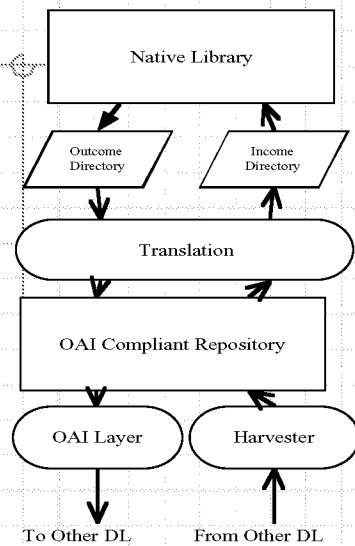 Native Library
Outcome
Directory
Income
Directory
Translation
OAI Compliant Repository
OAI Layer
Harvester
To Other DL
From Other DL